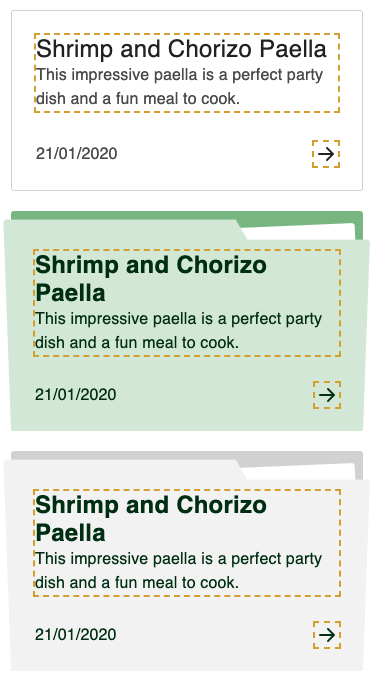 Shrimp and Chorizo Paella
This impressive paella is a perfect party
dish and a fun meal to cook.
21/01/2020
Shrimp and Chorizo
Paella
This impressive paella is a perfect party
dish and a fun meal to cook.
21/01/2020
Shrimp and Chorizo
Paella
This impressive paella is a perfect party
dish and a fun meal to cook.
21/01/2020